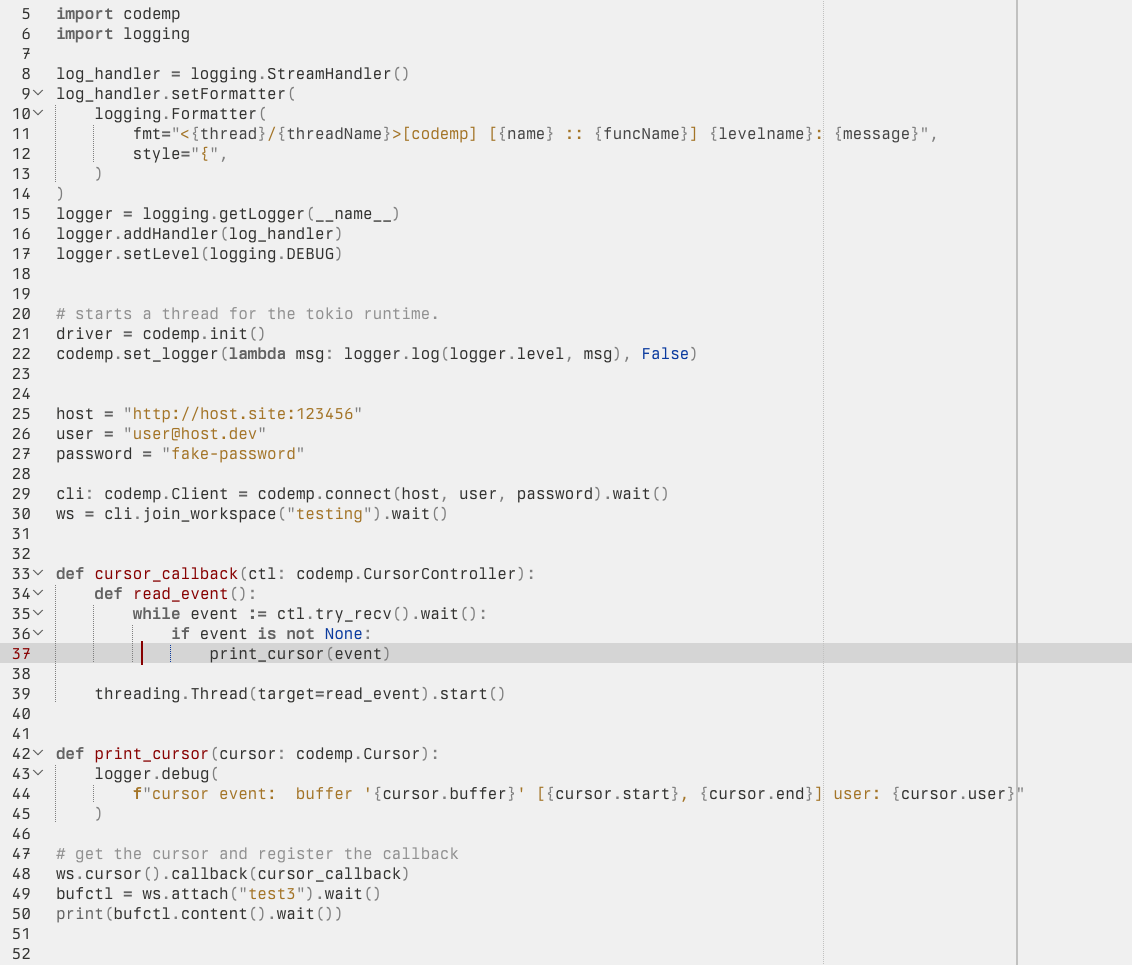 5 import codemp
6 import logging
7
8 log_handler = logging.StreamHandler()
9 log_handler.setFormatter(
10     logging.Formatter(
11         fmt="<{thread}/{threadName}>[codemp] [{name} :: {funcName}] {levelname}: {message}",
12         style="{",
13     )
14 )
15 logger = logging.getLogger(__name__)
16 logger.addHandler(log_handler)
17 logger.setLevel(logging.DEBUG)
18
19
20 # starts a thread for the tokio runtime.
21 driver = codemp.init()
22 codemp.set_logger(lambda msg: logger.log(logger.level, msg), False)
23
24
25 host = "http://host.site:123456"
26 user = "user@host.dev"
27 password = "fake-password"
28
29 cli: codemp.Client = codemp.connect(host, user, password).wait()
30 ws = cli.join_workspace("testing").wait()
31
32
33 def cursor_callback(ctl: codemp.CursorController):
34     def read_event():
35         while event := ctl.try_recv().wait():
36             if event is not None:
37                 print_cursor(event)
38
39     threading.Thread(target=read_event).start()
40
41
42 def print_cursor(cursor: codemp.Cursor):
43     logger.debug(
44         f"cursor event:  buffer '{cursor.buffer}' [{cursor.start}, {cursor.end}] user: {cursor.user}"
45     )
46
47 # get the cursor and register the callback
48 ws.cursor().callback(cursor_callback)
49 bufctl = ws.attach("test3").wait()
50 print(bufctl.content().wait())
51
52